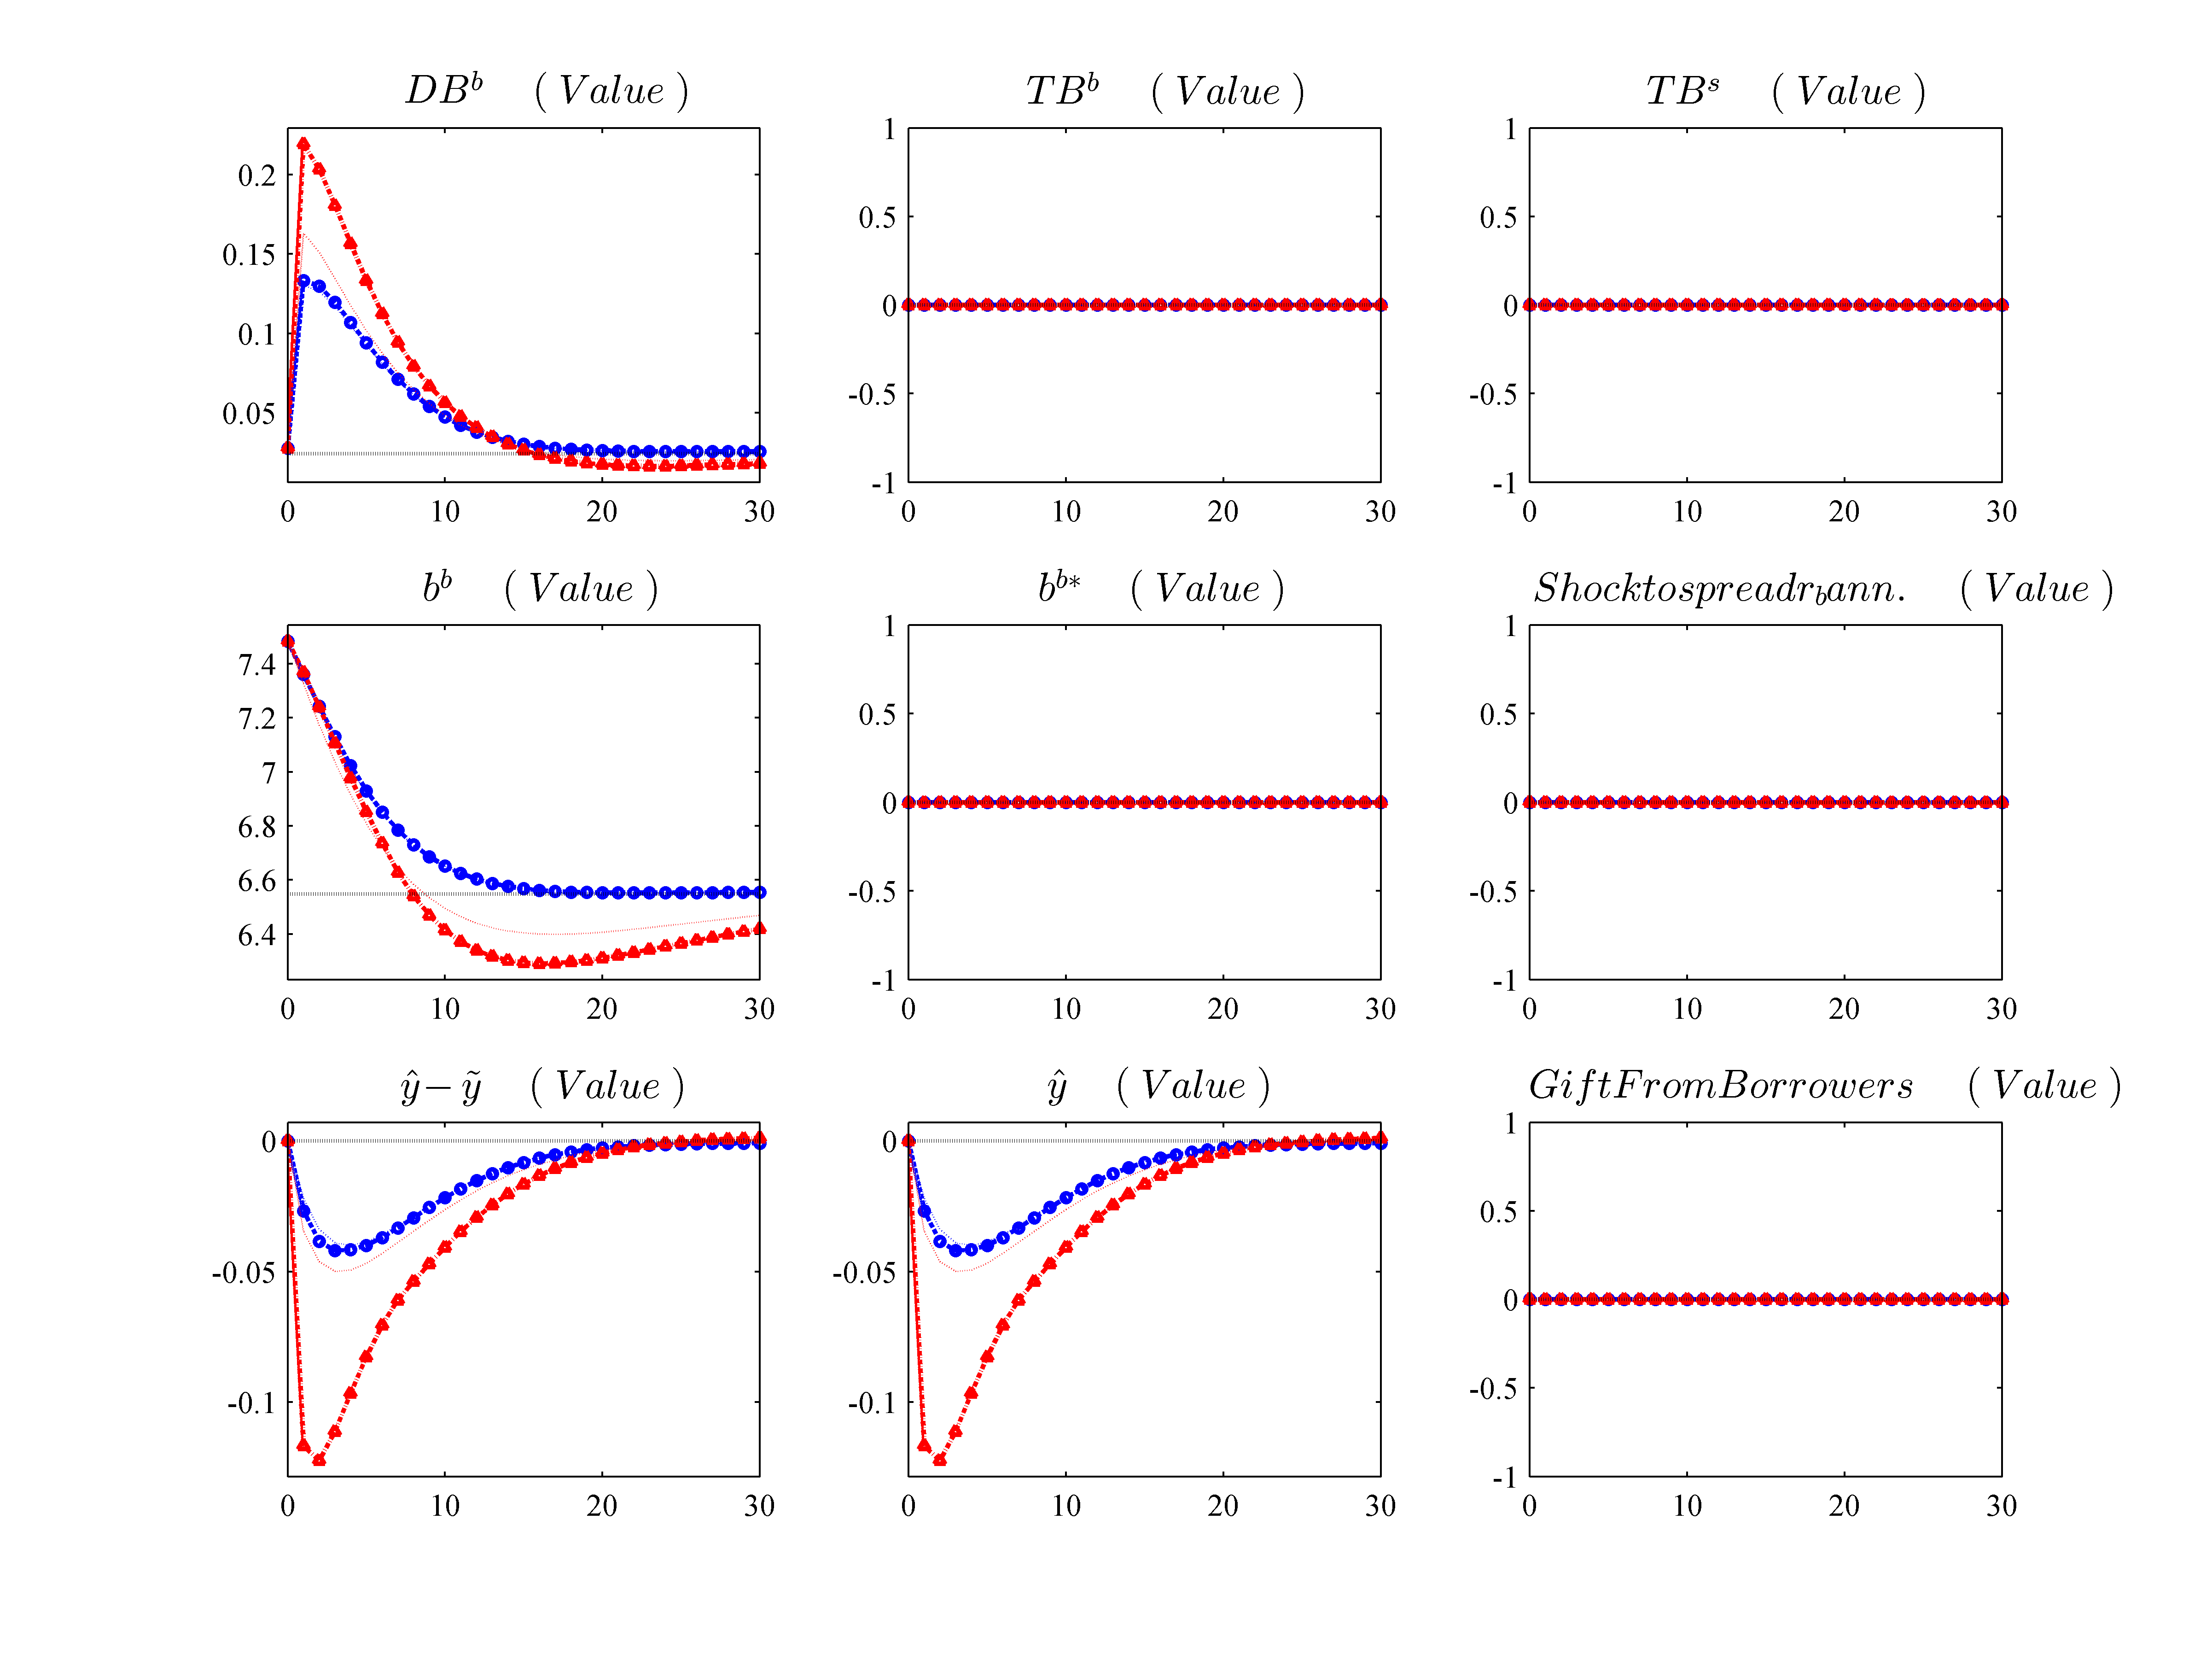 DBᵇ ( Value )
TBᵇ ( Value )
TBˢ ( Value )
0.2
0.15
0.1
0.05
0 10 20 30
1
0.5
0
-0.5
-1
0 10 20 30
1
0.5
0
-0.5
-1
0 10 20 30
bᵇ ( Value )
bᵇ* ( Value )
Shocktospreadr_bann. ( Value )
7.4
7.2
7
6.8
6.6
6.4
0 10 20 30
1
0.5
0
-0.5
-1
0 10 20 30
1
0.5
0
-0.5
-1
0 10 20 30
ŷ − ỹ ( Value )
ŷ ( Value )
GiftFromBorrowers ( Value )
0
-0.05
-0.1
0 10 20 30
0
-0.05
-0.1
0 10 20 30
1
0.5
0
-0.5
-1
0 10 20 30